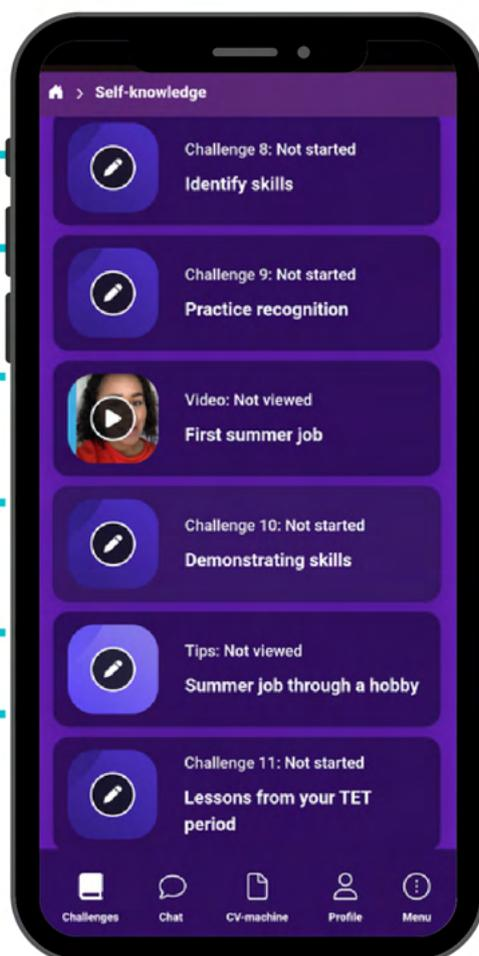 Self-knowledge
Challenge 8: Not started
Identify skills
Challenge 9: Not started
Practice recognition
Video: Not viewed
First summer job
Challenge 10: Not started
Demonstrating skills
Tips: Not viewed
Summer job through a hobby
Challenge 11: Not started
Lessons from your TET
period
Challenges
Chat
CV-machine
Profile
Menu